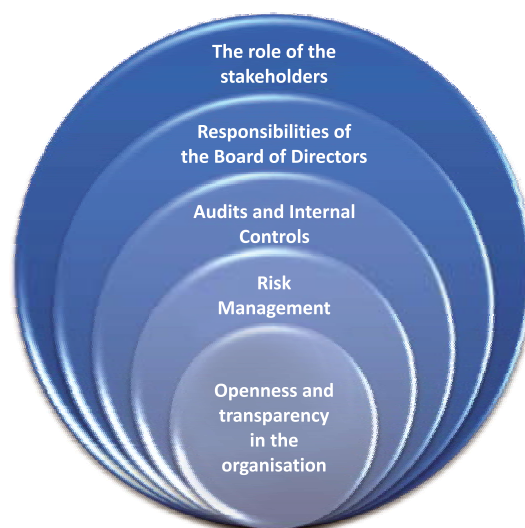 The role of the
stakeholders
Responsibilities of
the Board of Directors
Audits and Internal
Controls
Risk
Management
Openness and
transparency
in the
organisation